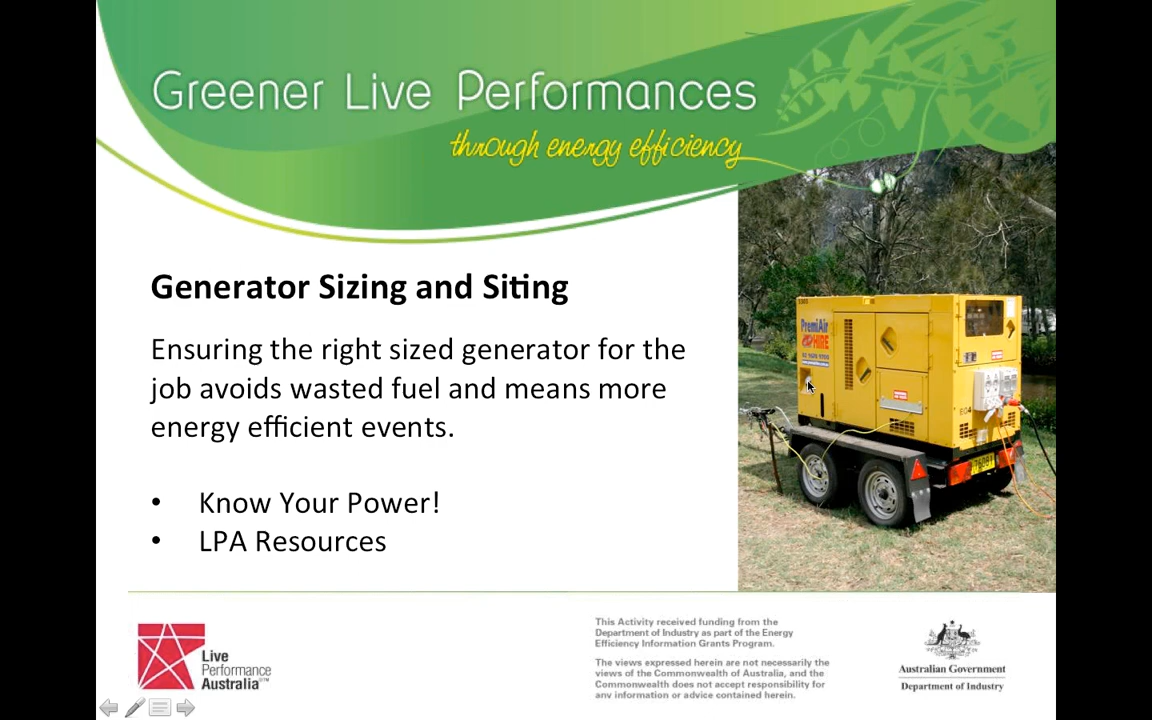 Greener Live Performances
through energy efficiency
Generator Sizing and Siting
Ensuring the right sized generator for the
job avoids wasted fuel and means more
energy efficient events.
• Know Your Power!
• LPA Resources
PremiAir
HIRE
E04
Live
Performance
Australia
This Activity received funding from the
Department of Industry as part of the Energy
Efficiency Information Grants Program.
The views expressed herein are not necessarily the
views of the Commonwealth of Australia, and the
Commonwealth does not accept responsibility for
any information or advice contained herein.
Australian Government
Department of Industry